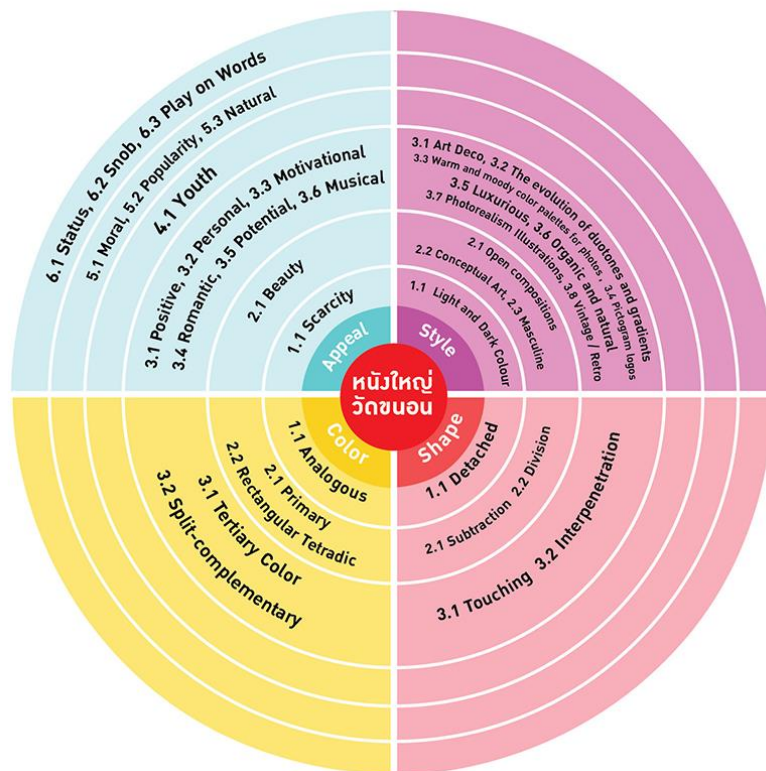 หนังใหญ่
วัดขนอน
Appeal
1.1 Scarcity
2.1 Beauty
3.1 Positive, 3.2 Personal, 3.3 Motivational
3.4 Romantic, 3.5 Potential, 3.6 Musical
4.1 Youth
5.1 Moral, 5.2 Popularity, 5.3 Natural
6.1 Status, 6.2 Snob, 6.3 Play on Words
Style
1.1 Light and Dark Colour
2.1 Open compositions
2.2 Conceptual Art, 2.3 Masculine
3.1 Art Deco, 3.2 The evolution of duotones and gradients
3.3 Warm and moody color palettes for photos , 3.4 Pictogram logos
3.5 Luxurious, 3.6 Organic and natural
3.7 Photorealism Illustrations, 3.8 Vintage / Retro
Color
1.1 Analogous
2.1 Primary
2.2 Rectangular Tetradic
3.1 Tertiary Color
3.2 Split-complementary
Shape
1.1 Detached
2.1 Subtraction 2.2 Division
3.1 Touching 3.2 Interpenetration